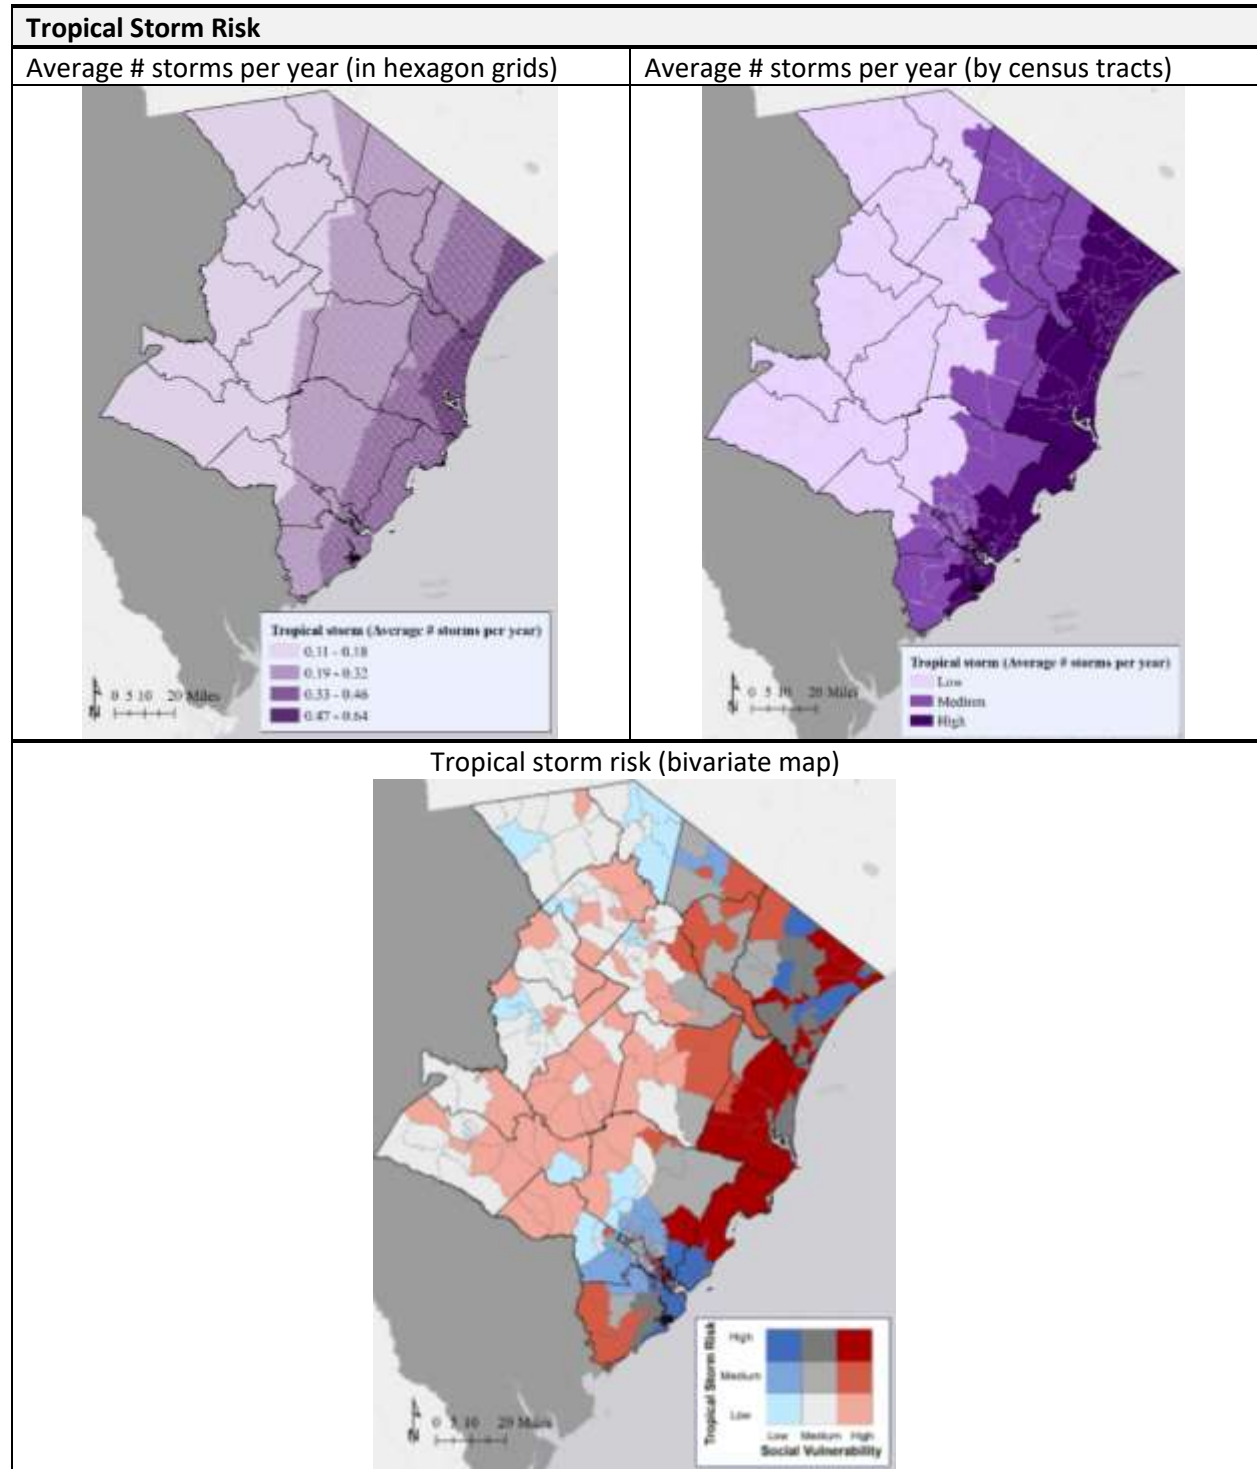 Tropical Storm Risk
Average # storms per year (in hexagon grids)
Average # storms per year (by census tracts)
Tropical storm (Average # storms per year)
0.11 - 0.18
0.19 - 0.32
0.33 - 0.46
0.47 - 0.64
N
0 5 10 20 Miles
Tropical storm (Average # storms per year)
Low
Medium
High
N
0 5 10 20 Miles
Tropical storm risk (bivariate map)
Tropical Storm Risk
High
Medium
Low
Low Medium High
Social Vulnerability
N
0 5 10 20 Miles